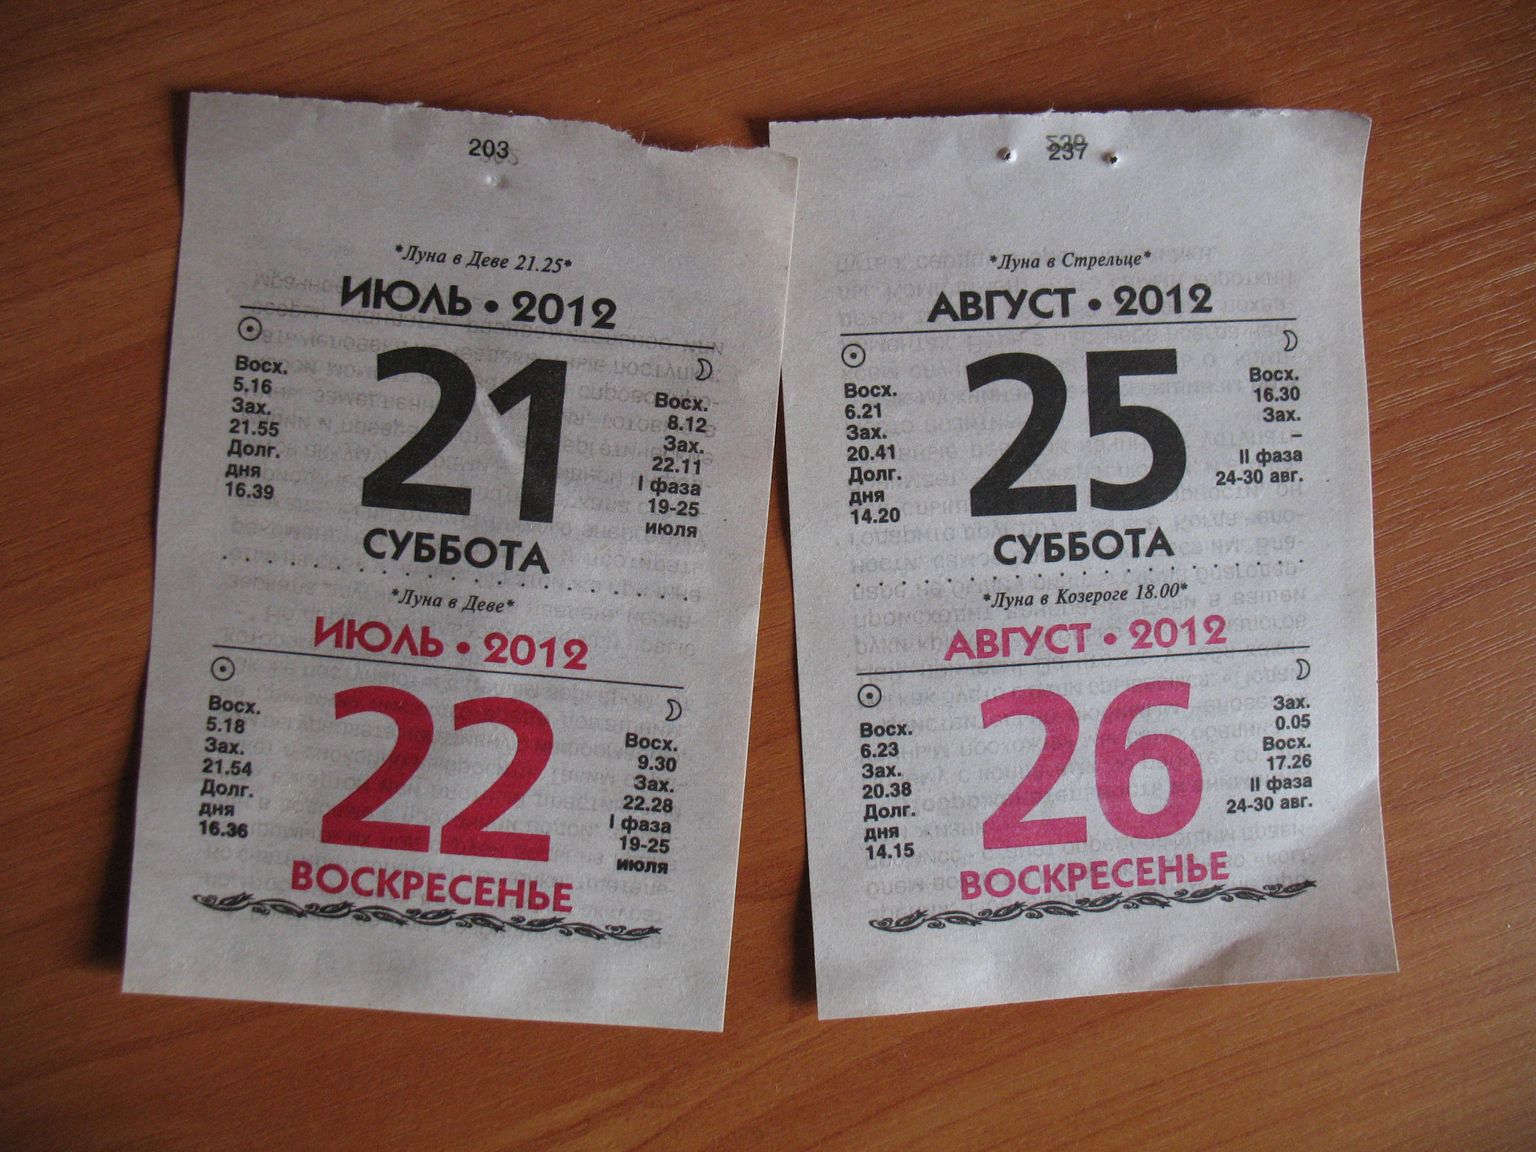 203
*Луна в Деве 21.25*
ИЮЛЬ • 2012
Восх.
5.16
Зах.
21.55
Долг.
дня
16.39
21
Восх.
8.12
Зах.
22.11
I фаза
19-25
июля
СУББОТА
*Луна в Деве*
ИЮЛЬ • 2012
Восх.
5.18
Зах.
21.54
Долг.
дня
16.36
22
Восх.
9.30
Зах.
22.28
I фаза
19-25
июля
ВОСКРЕСЕНЬЕ
237
*Луна в Стрельце*
АВГУСТ • 2012
Восх.
6.21
Зах.
20.41
Долг.
дня
14.20
25
Восх.
16.30
Зах.
–
II фаза
24-30 авг.
СУББОТА
*Луна в Козероге 18.00*
АВГУСТ • 2012
Восх.
6.23
Зах.
20.38
Долг.
дня
14.15
26
Зах.
0.05
Восх.
17.26
II фаза
24-30 авг.
ВОСКРЕСЕНЬЕ